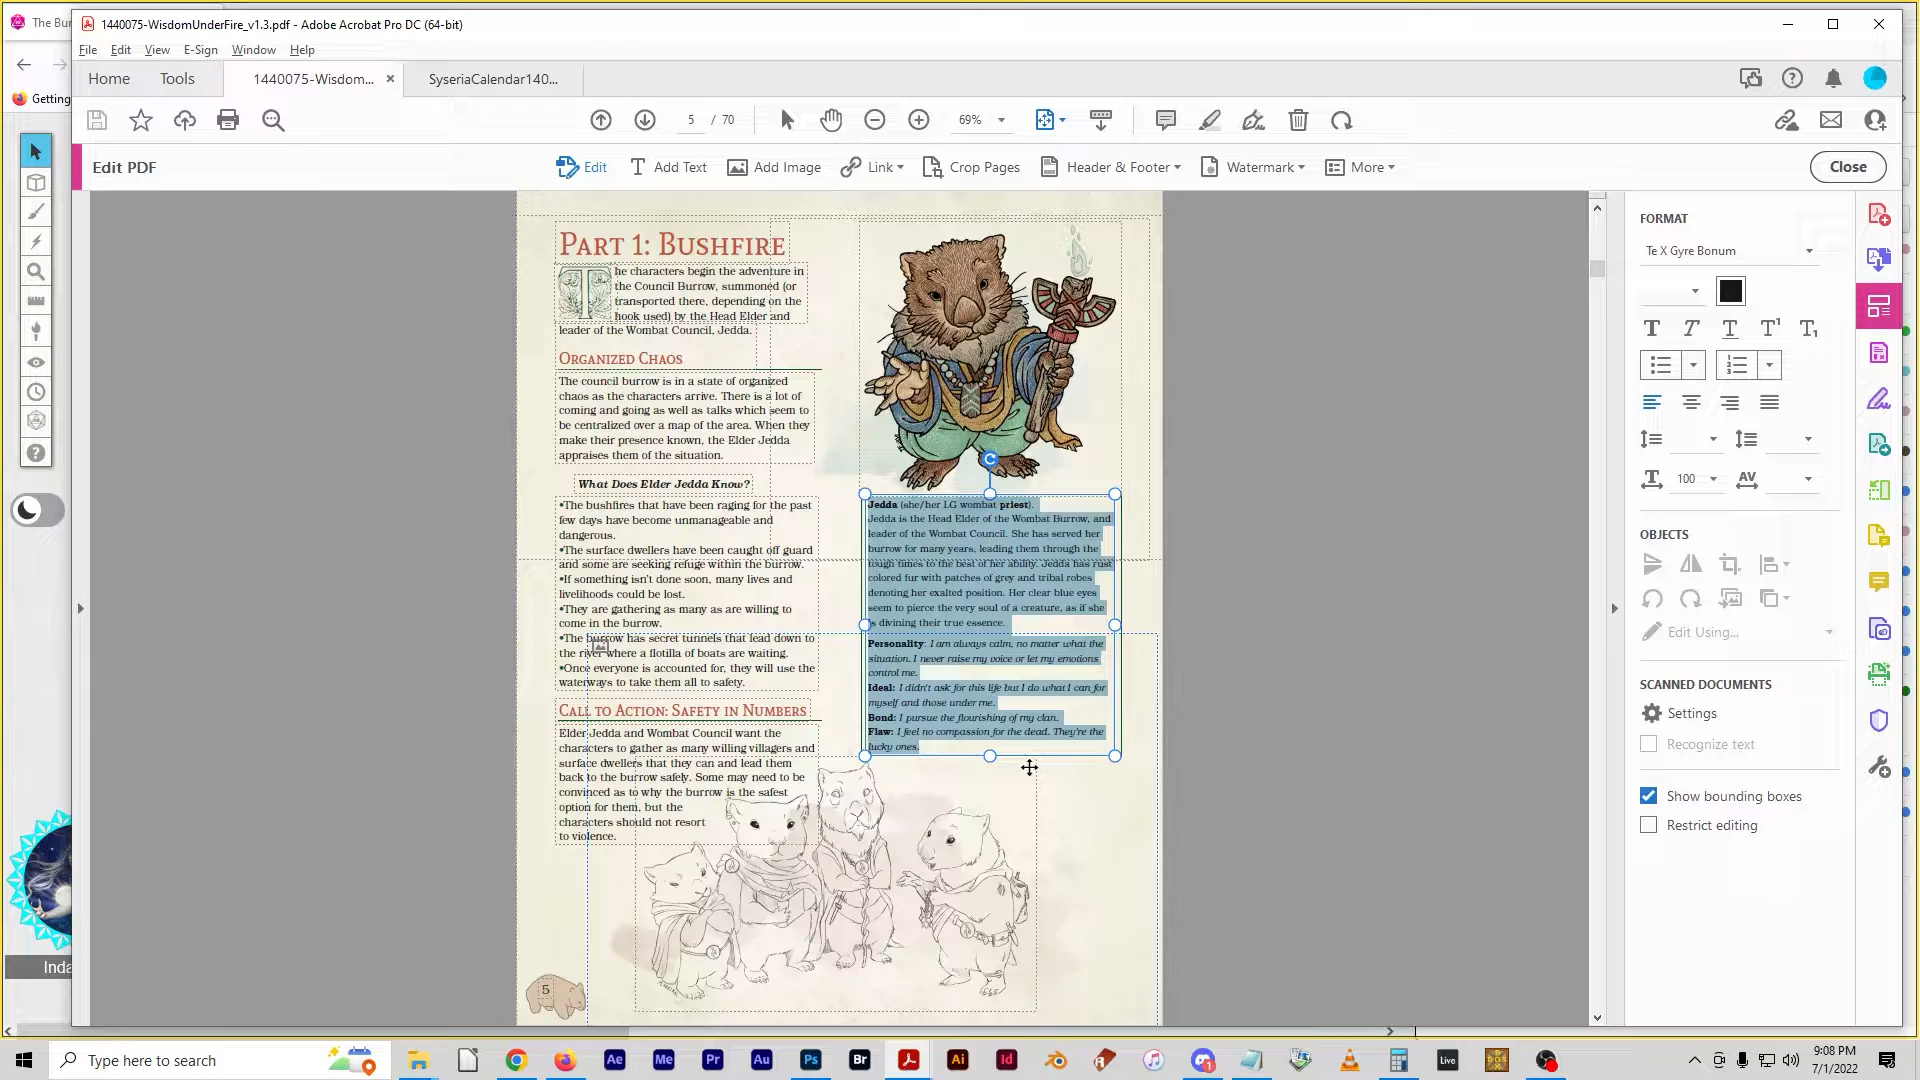 The Bur
1440075-WisdomUnderFire_v1.3.pdf - Adobe Acrobat Pro DC (64-bit)
File Edit View E-Sign Window Help
Home Tools 1440075-Wisdom... × SyseriaCalendar140...
Getting
5 / 70 69%
Edit PDF Edit Add Text Add Image Link Crop Pages Header & Footer Watermark More Close
PART 1: BUSHFIRE
The characters begin the adventure in
the Council Burrow, summoned (or
transported there, depending on the
hook used) by the Head Elder and
leader of the Wombat Council, Jedda.
ORGANIZED CHAOS
The council burrow is in a state of organized
chaos as the characters arrive. There is a lot of
coming and going as well as talks which seem to
be centralized over a map of the area. When they
make their presence known, the Elder Jedda
appraises them of the situation.
What Does Elder Jedda Know?
•The bushfires that have been raging for the past
few days have become unmanageable and
dangerous.
•The surface dwellers have been caught off guard
and some are seeking refuge within the burrow.
•If something isn't done soon, many lives and
livelihoods could be lost.
•They are gathering as many as are willing to
come in the burrow.
•The burrow has secret tunnels that lead down to
the river where a flotilla of boats are waiting.
•Once everyone is accounted for, they will use the
waterways to take them all to safety.
CALL TO ACTION: SAFETY IN NUMBERS
Elder Jedda and Wombat Council want the
characters to gather as many willing villagers and
surface dwellers that they can and lead them
back to the burrow safely. Some may need to be
convinced as to why the burrow is the safest
option for them, but the
characters should not resort
to violence.
5
Jedda (she/her LG wombat priest).
Jedda is the Head Elder of the Wombat Burrow, and
leader of the Wombat Council. She has served her
burrow for many years, leading them through the
tough times to the best of her ability. Jedda has rust
colored fur with patches of grey and tribal robes
denoting her exalted position. Her clear blue eyes
seem to pierce the very soul of a creature, as if she
is divining their true essence.
Personality: I am always calm, no matter what the
situation. I never raise my voice or let my emotions
control me.
Ideal: I didn't ask for this life but I do what I can for
myself and those under me.
Bond: I pursue the flourishing of my clan.
Flaw: I feel no compassion for the dead. They're the
lucky ones.
FORMAT
Te X Gyre Bonum
T T T T¹ T₁
100 AV
OBJECTS
Edit Using...
SCANNED DOCUMENTS
Settings
Recognize text
Show bounding boxes
Restrict editing
Inda
Type here to search
Ae Me Pr Au Ps Br Ai Id 1 Live
9:08 PM
7/1/2022